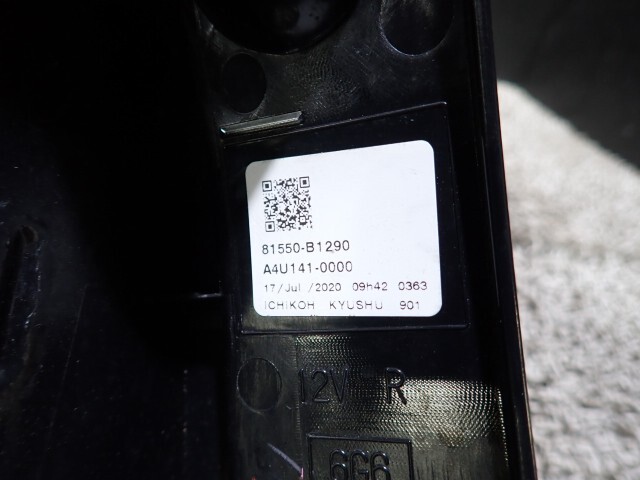 81550-B1290
A4U141-0000
17/Jul /2020 09h42 0363
ICHIKOH KYUSHU 901
12V R
6G6